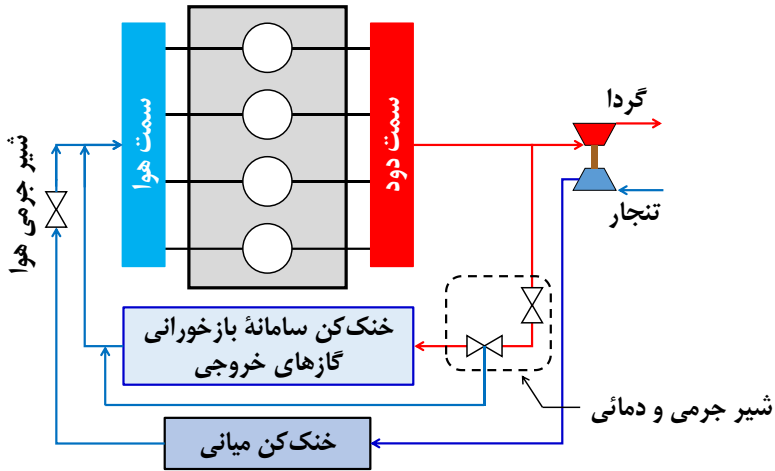 گردا
تنجار
سمت دود
سمت هوا
شیر جرمی هوا
خنک‌کن سامانهٔ بازخورانی
گازهای خروجی
شیر جرمی و دمائی
خنک‌کن میانی